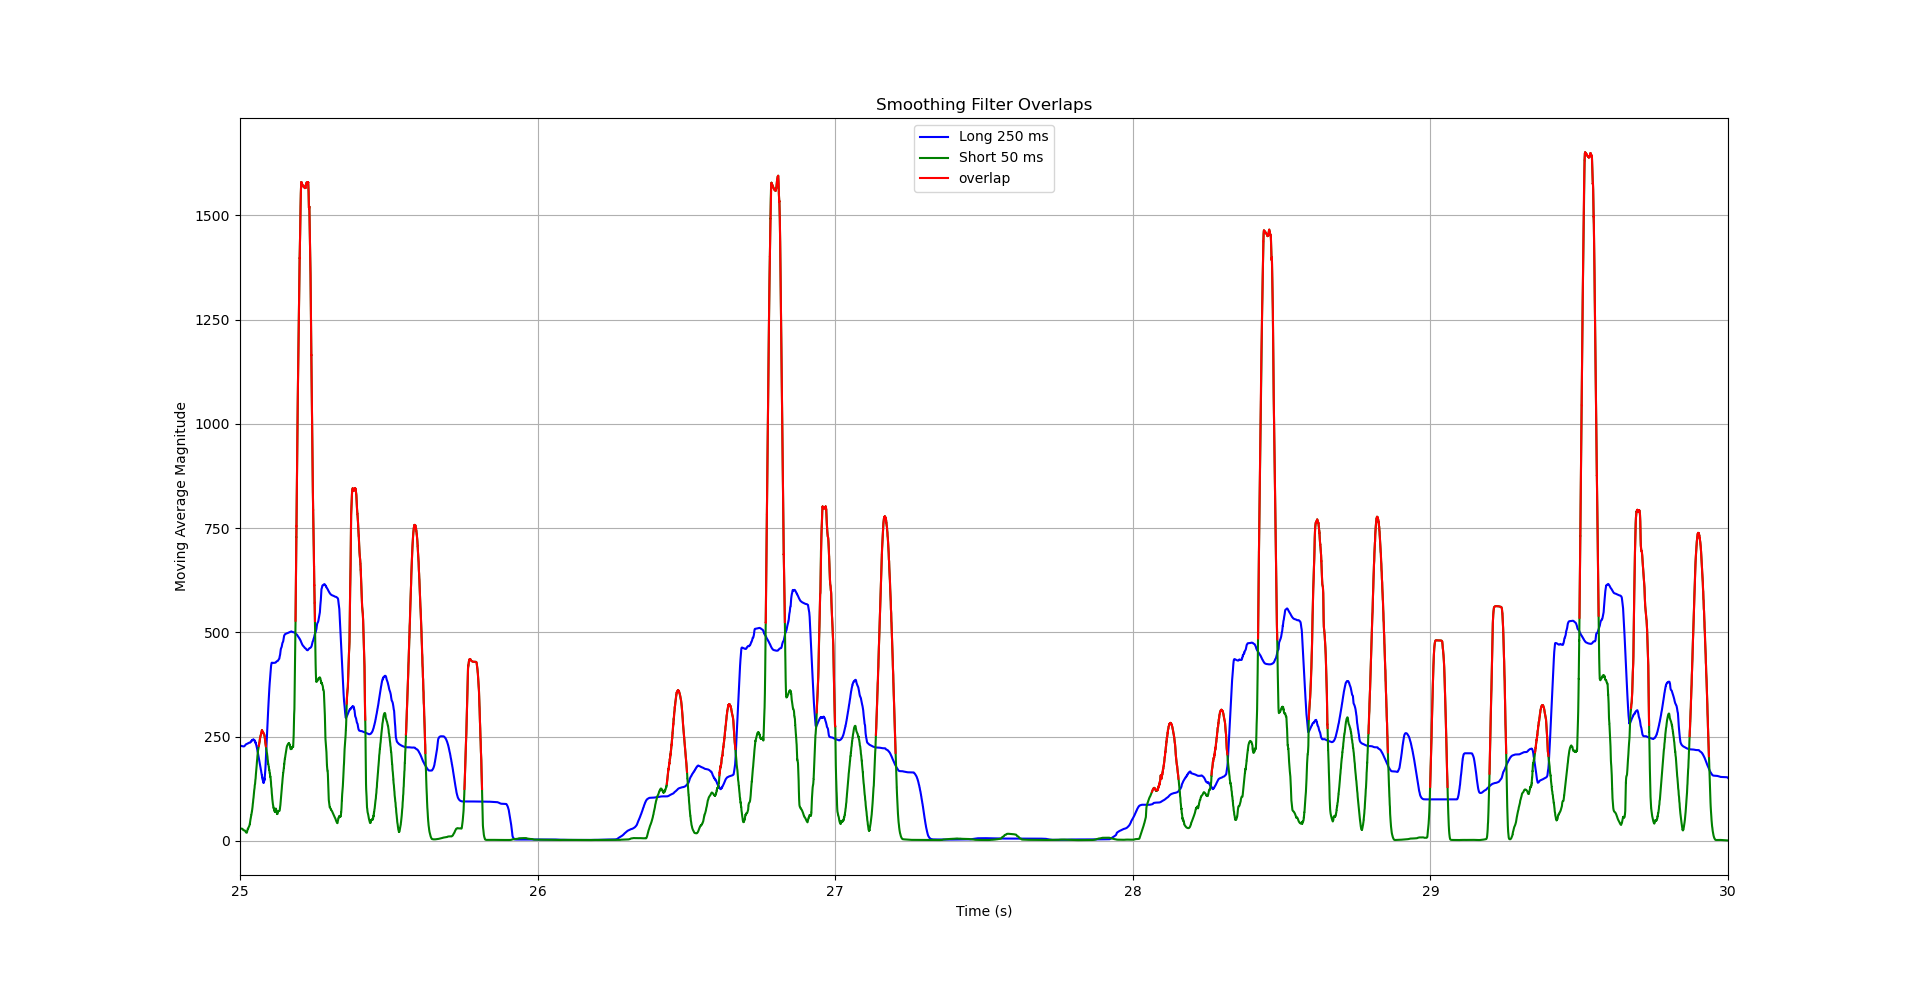 Smoothing Filter Overlaps
Long 250 ms
Short 50 ms
overlap
1500
1250
1000
750
500
250
0
Moving Average Magnitude
25 26 27 28 29 30
Time (s)